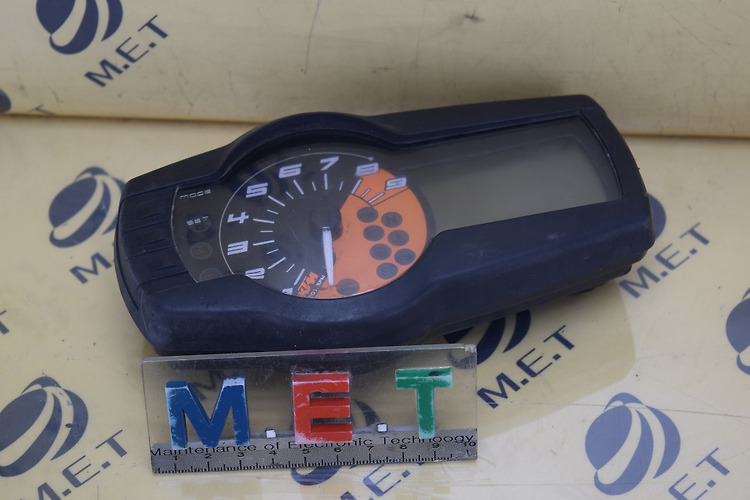 M.E.T
M.E.T
M.E.T
M.E.T
M.E.T
M.E.T
M.E.T
MODE
SET
1 2 3 4 5 6 7 8 9
KTM
M.E.T
Maintenance of Electronic Technology
1 2 3 4 5 6 7 8 9 10